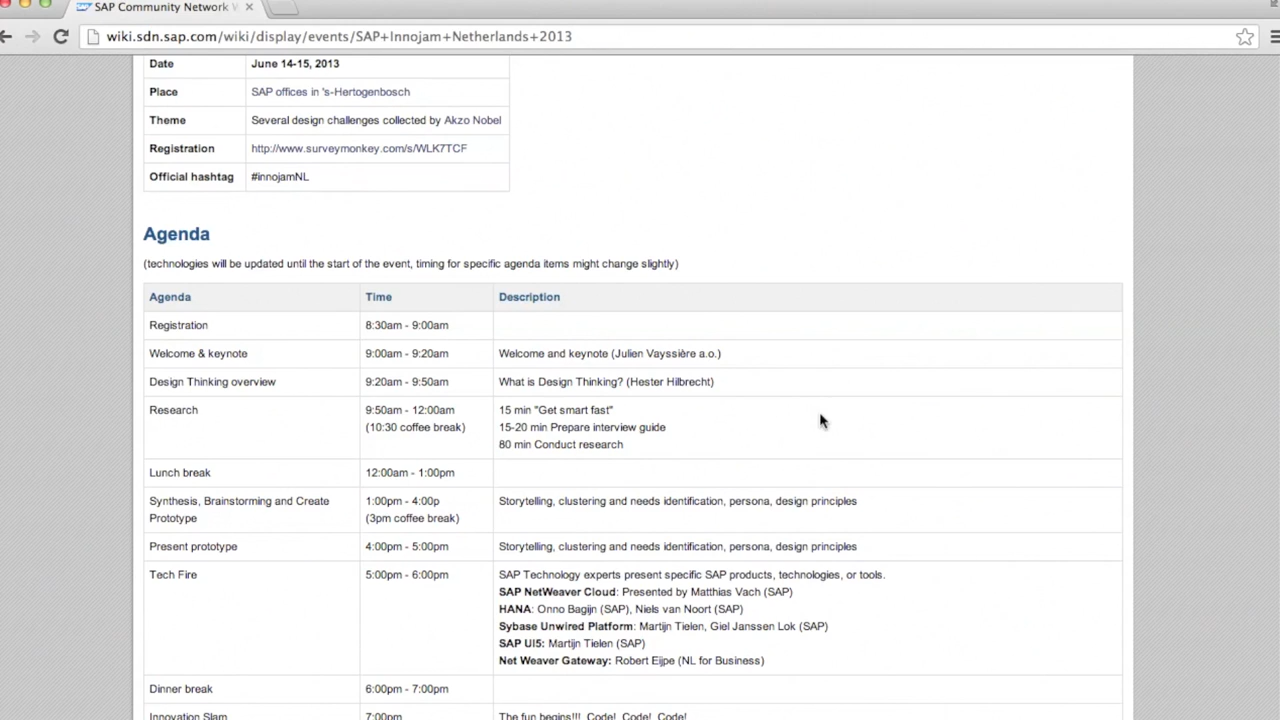 SAP Community Network W
wiki.sdn.sap.com/wiki/display/events/SAP+Innojam+Netherlands+2013
Date June 14-15, 2013
Place SAP offices in 's-Hertogenbosch
Theme Several design challenges collected by Akzo Nobel
Registration http://www.surveymonkey.com/s/WLK7TCF
Official hashtag #innojamNL
Agenda
(technologies will be updated until the start of the event, timing for specific agenda items might change slightly)
Agenda Time Description
Registration 8:30am - 9:00am
Welcome & keynote 9:00am - 9:20am Welcome and keynote (Julien Vayssière a.o.)
Design Thinking overview 9:20am - 9:50am What is Design Thinking? (Hester Hilbrecht)
Research 9:50am - 12:00am 15 min "Get smart fast"
(10:30 coffee break) 15-20 min Prepare interview guide
80 min Conduct research
Lunch break 12:00am - 1:00pm
Synthesis, Brainstorming and Create 1:00pm - 4:00p Storytelling, clustering and needs identification, persona, design principles
Prototype (3pm coffee break)
Present prototype 4:00pm - 5:00pm Storytelling, clustering and needs identification, persona, design principles
Tech Fire 5:00pm - 6:00pm SAP Technology experts present specific SAP products, technologies, or tools.
SAP NetWeaver Cloud: Presented by Matthias Vach (SAP)
HANA: Onno Bagijn (SAP), Niels van Noort (SAP)
Sybase Unwired Platform: Martijn Tielen, Giel Janssen Lok (SAP)
SAP UI5: Martijn Tielen (SAP)
Net Weaver Gateway: Robert Eijpe (NL for Business)
Dinner break 6:00pm - 7:00pm
Innovation Slam 7:00pm The fun begins!!! Code! Code! Code!